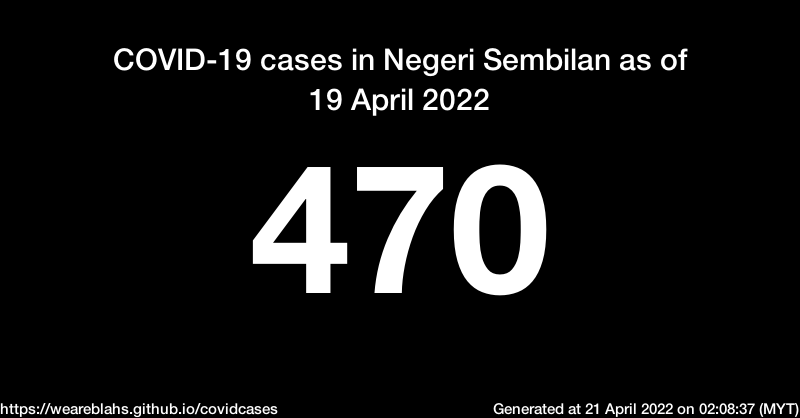 COVID-19 cases in Negeri Sembilan as of
19 April 2022
470
https://weareblahs.github.io/covidcases
Generated at 21 April 2022 on 02:08:37 (MYT)